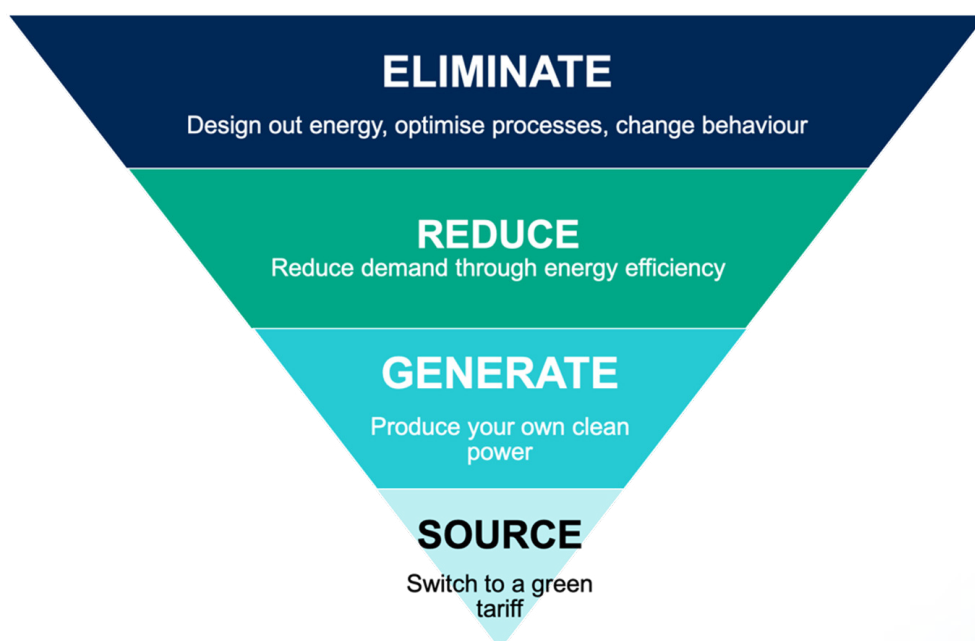 ELIMINATE
Design out energy, optimise processes, change behaviour
REDUCE
Reduce demand through energy efficiency
GENERATE
Produce your own clean
power
SOURCE
Switch to a green
tariff